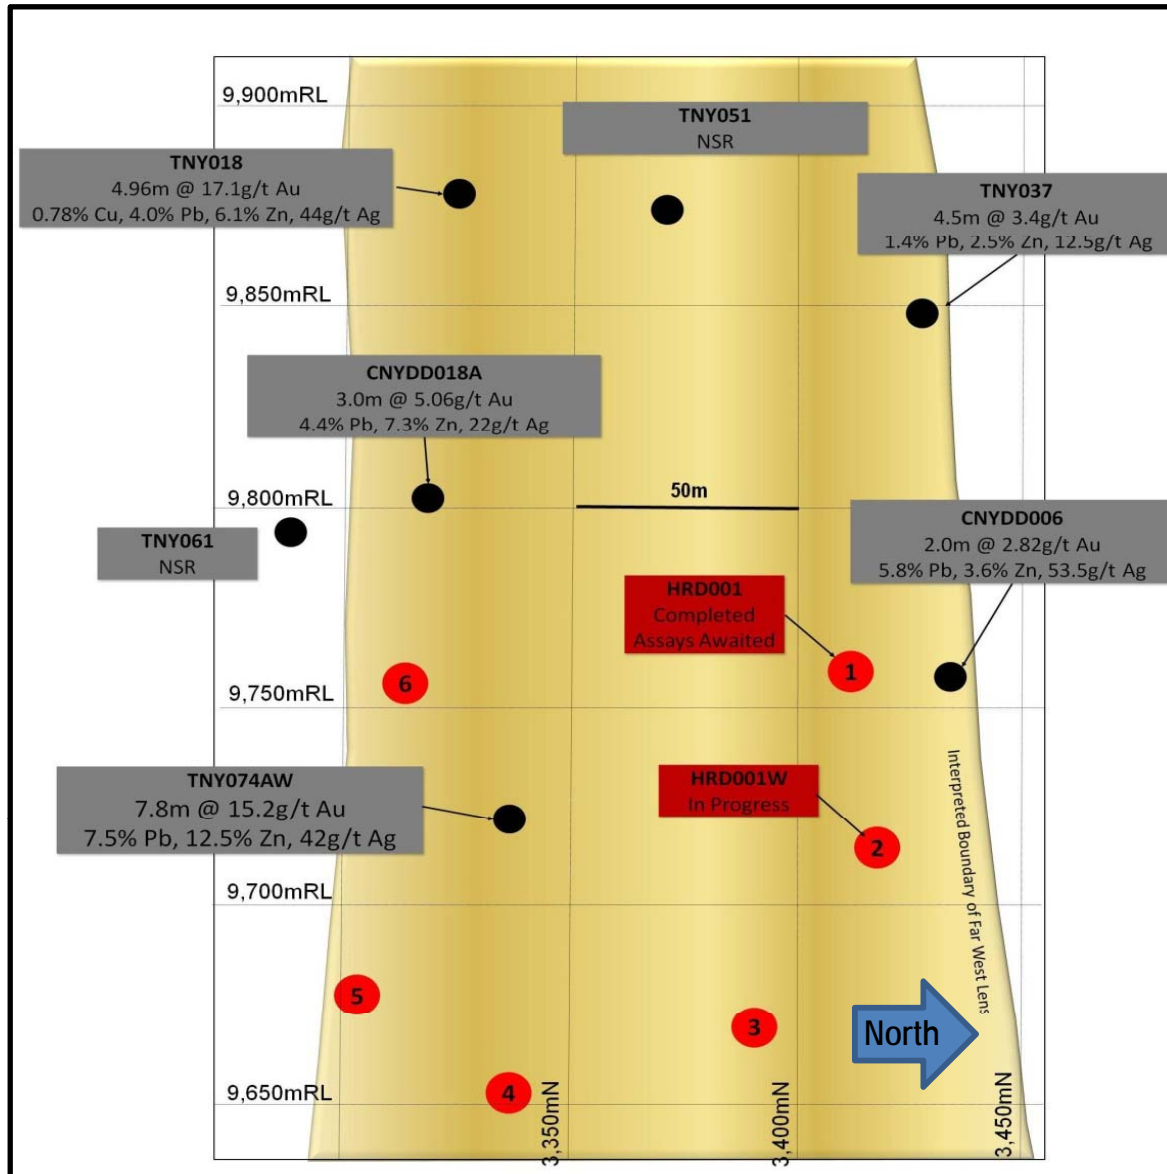 9,900mRL
TNY051
NSR
TNY018
4.96m @ 17.1g/t Au
0.78% Cu, 4.0% Pb, 6.1% Zn, 44g/t Ag
TNY037
4.5m @ 3.4g/t Au
1.4% Pb, 2.5% Zn, 12.5g/t Ag
9,850mRL
CNYDD018A
3.0m @ 5.06g/t Au
4.4% Pb, 7.3% Zn, 22g/t Ag
9,800mRL
50m
TNY061
NSR
CNYDD006
2.0m @ 2.82g/t Au
5.8% Pb, 3.6% Zn, 53.5g/t Ag
HRD001
Completed
Assays Awaited
1
6
9,750mRL
TNY074AW
7.8m @ 15.2g/t Au
7.5% Pb, 12.5% Zn, 42g/t Ag
HRD001W
In Progress
2
Interpreted Boundary of Far West Lens
9,700mRL
5
3
North
4
9,650mRL
3,350mN
3,400mN
3,450mN